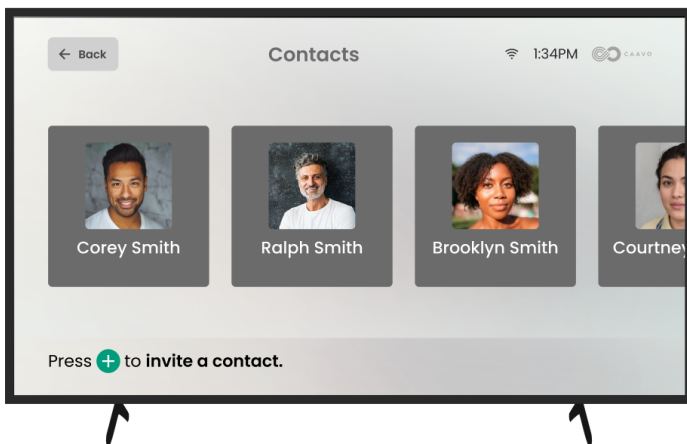 ← Back
Contacts
1:34PM
CAAVO
Corey Smith
Ralph Smith
Brooklyn Smith
Courtney
Press + to invite a contact.